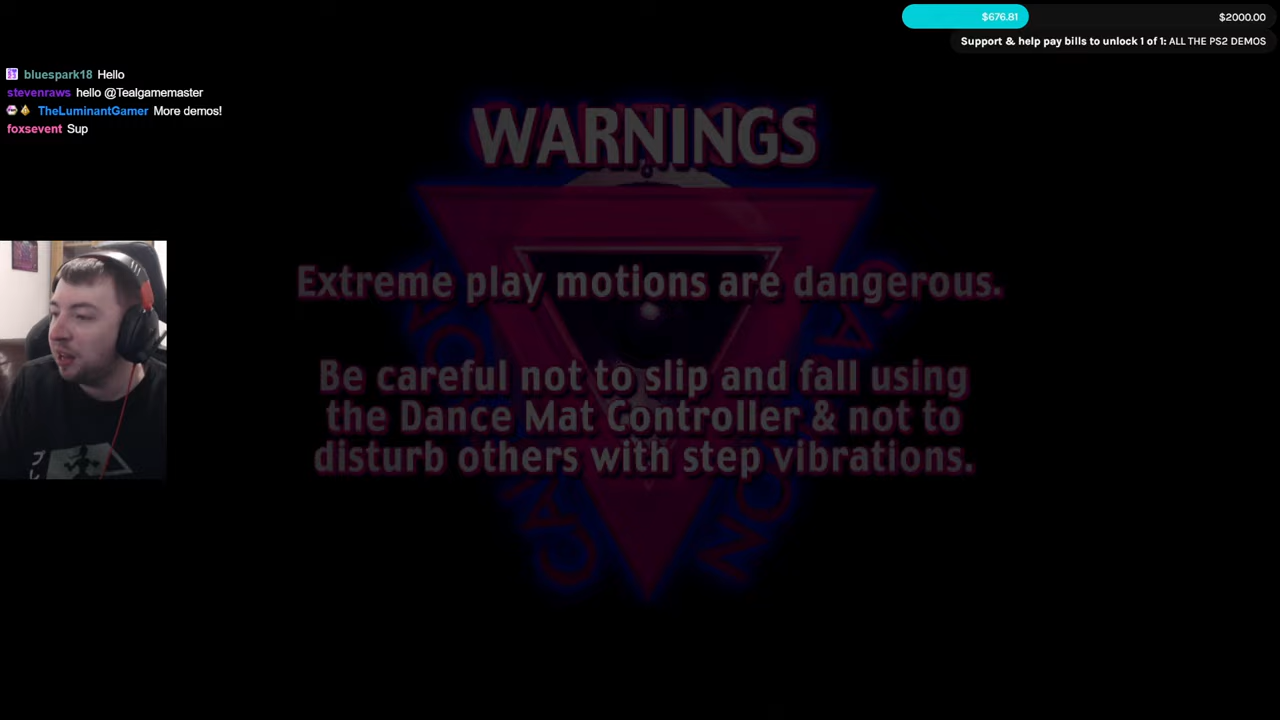 $676.81
$2000.00
Support & help pay bills to unlock 1 of 1: ALL THE PS2 DEMOS
bluespark18 Hello
stevenraws hello @Tealgamemaster
TheLuminantGamer More demos!
foxsevent Sup
WARNINGS
Extreme play motions are dangerous.
Be careful not to slip and fall using
the Dance Mat Controller & not to
disturb others with step vibrations.
CAUTION
CAUTION